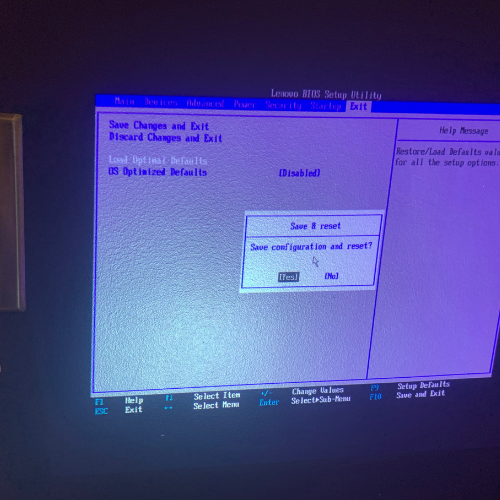 Lenovo BIOS Setup Utility
Main Devices Advanced Power Security Startup Exit
Save Changes and Exit
Discard Changes and Exit
Load Optimal Defaults
OS Optimized Defaults [Disabled]
Help Message
Restore/Load Defaults valu
for all the setup options.
Save & reset
Save configuration and reset?
[Yes] [No]
F1 Help ↑↓ Select Item +/- Change Values F9 Setup Defaults
ESC Exit ↔ Select Menu Enter Select▶Sub-Menu F10 Save and Exit